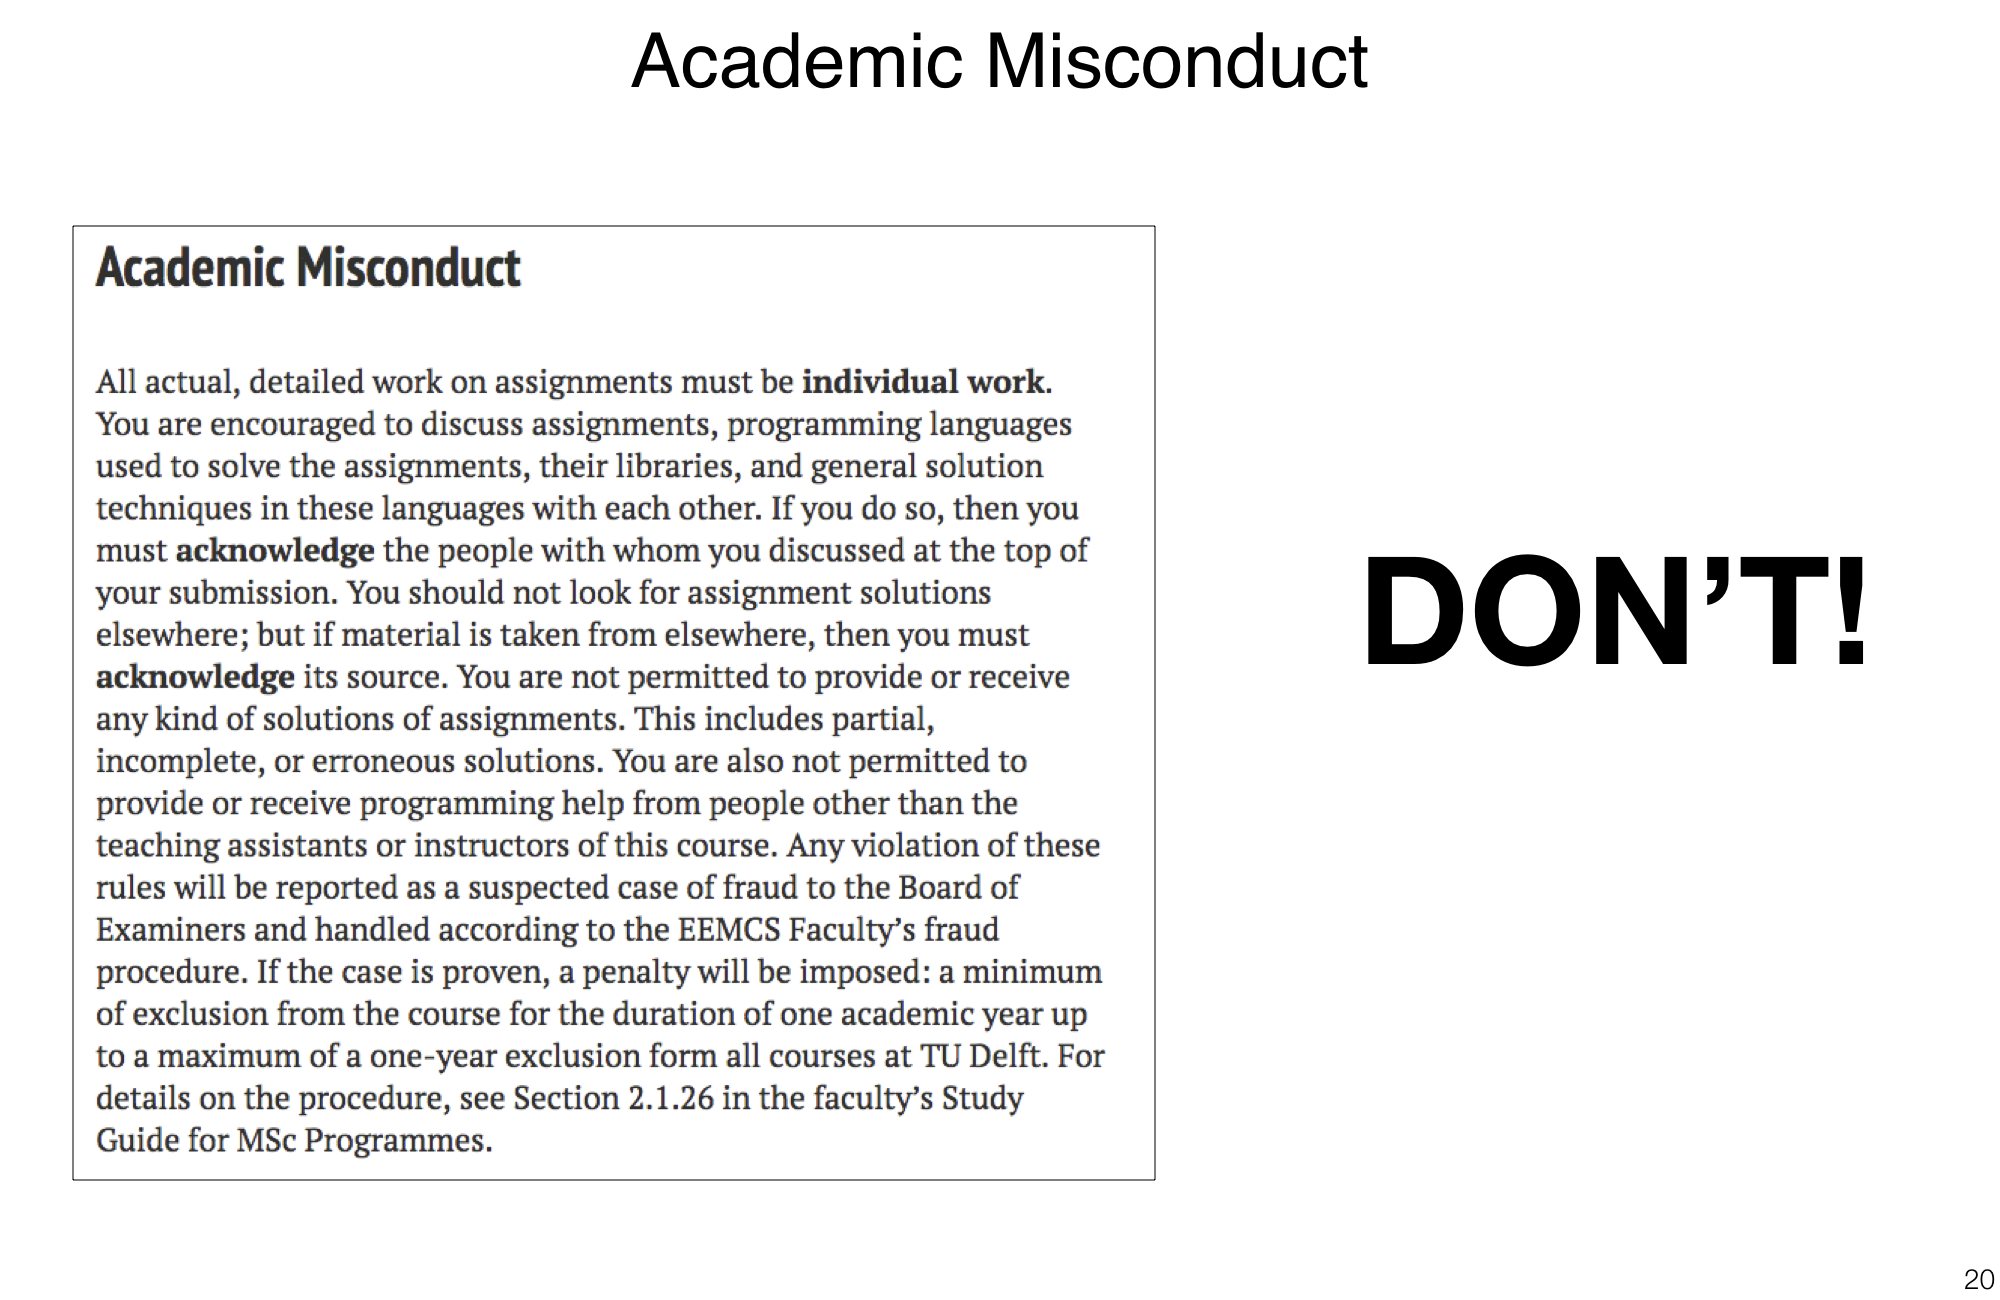 Academic Misconduct
Academic Misconduct
All actual, detailed work on assignments must be individual work.
You are encouraged to discuss assignments, programming languages
used to solve the assignments, their libraries, and general solution
techniques in these languages with each other. If you do so, then you
must acknowledge the people with whom you discussed at the top of
your submission. You should not look for assignment solutions
elsewhere; but if material is taken from elsewhere, then you must
acknowledge its source. You are not permitted to provide or receive
any kind of solutions of assignments. This includes partial,
incomplete, or erroneous solutions. You are also not permitted to
provide or receive programming help from people other than the
teaching assistants or instructors of this course. Any violation of these
rules will be reported as a suspected case of fraud to the Board of
Examiners and handled according to the EEMCS Faculty’s fraud
procedure. If the case is proven, a penalty will be imposed: a minimum
of exclusion from the course for the duration of one academic year up
to a maximum of a one-year exclusion form all courses at TU Delft. For
details on the procedure, see Section 2.1.26 in the faculty’s Study
Guide for MSc Programmes.
DON’T!
20